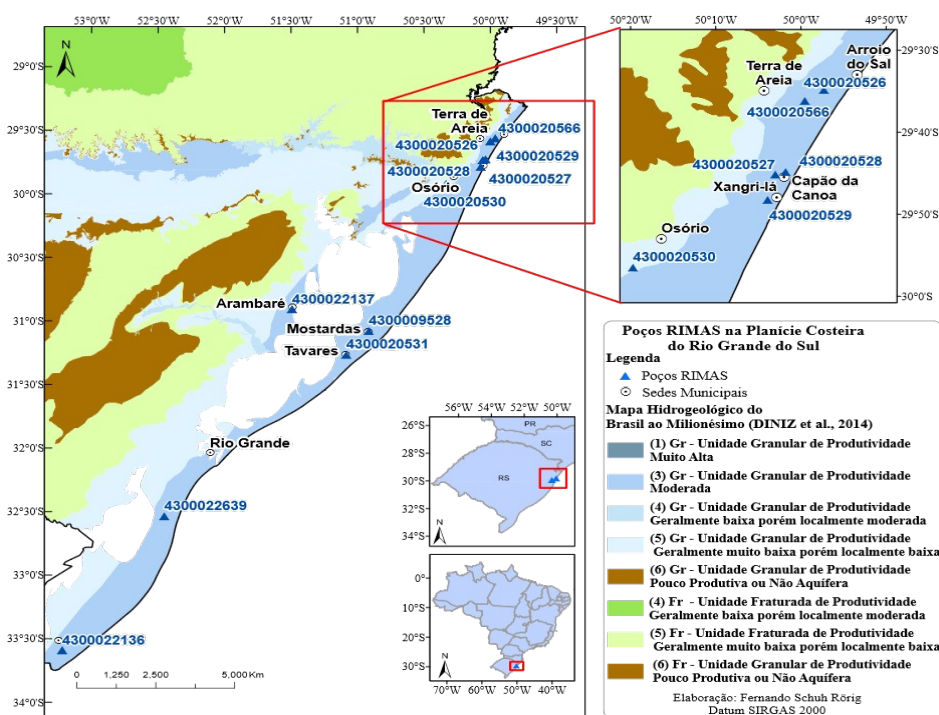 53°0'W 52°30'W 52°0'W 51°30'W 51°0'W 50°30'W 50°0'W 49°30'W
N
29°0'S
29°30'S
30°0'S
30°30'S
31°0'S
31°30'S
32°0'S
32°30'S
33°0'S
33°30'S
34°0'S
Terra de
Areia
4300020566
4300020526
4300020529
4300020528
4300020527
Osório
4300020530
Arambaré
4300022137
Mostardas
4300009528
Tavares
4300020531
Rio Grande
4300022639
4300022136
0 1,250 2,500 5,000 Km
50°20'W 50°10'W 50°0'W 49°50'W
N
29°30'S
29°40'S
29°50'S
30°0'S
Arroio
do Sal
Terra de
Areia
4300020526
4300020566
4300020527
4300020528
Xangri-lá
Capão da
Canoa
4300020529
Osório
4300020530
56°W 54°0'W 52°0'W 50°0'W
26°S
28°S
30°S
32°S
34°S
PR
SC
RS
N
0°
10°S
20°S
30°S
N
70°W 60°W 50°W 40°W
Poços RIMAS na Planície Costeira
do Rio Grande do Sul
Legenda
Poços RIMAS
Sedes Municipais
Mapa Hidrogeológico do
Brasil ao Milionésimo (DINIZ et al., 2014)
(1) Gr - Unidade Granular de Produtividade
Muito Alta
(3) Gr - Unidade Granular de Produtividade
Moderada
(4) Gr - Unidade Granular de Produtividade
Geralmente baixa porém localmente moderada
(5) Gr - Unidade Granular de Produtividade
Geralmente muito baixa porém localmente baixa
(6) Gr - Unidade Granular de Produtividade
Pouco Produtiva ou Não Aquífera
(4) Fr - Unidade Fraturada de Produtividade
Geralmente baixa porém localmente moderada
(5) Fr - Unidade Fraturada de Produtividade
Geralmente muito baixa porém localmente baixa
(6) Fr - Unidade Granular de Produtividade
Pouco Produtiva ou Não Aquífera
Elaboração: Fernando Schuh Rörig
Datum SIRGAS 2000